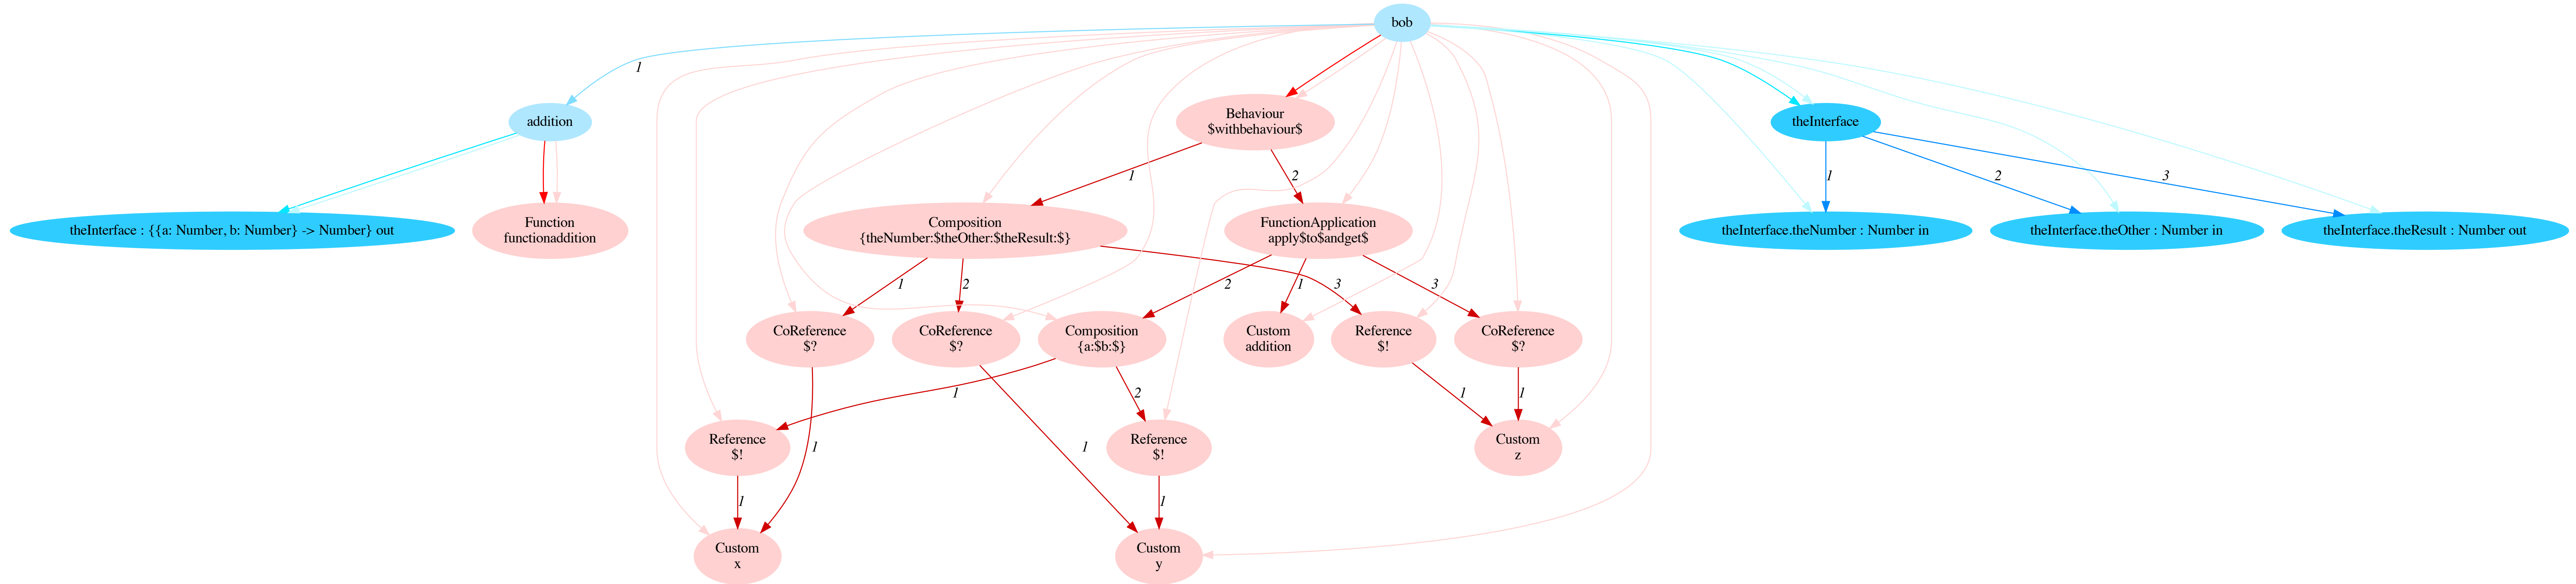 bob
1
Behaviour
$withbehaviour$
addition
theInterface
1
2
1
2
3
theInterface : {{a: Number, b: Number} -> Number} out
Function
functionaddition
Composition
{theNumber:$theOther:$theResult:$}
FunctionApplication
apply$to$andget$
theInterface.theNumber : Number in
theInterface.theOther : Number in
theInterface.theResult : Number out
1
2
2
1
3
3
CoReference
$?
CoReference
$?
Composition
{a:$b:$}
Custom
addition
Reference
$!
CoReference
$?
1
2
1
1
Reference
$!
Reference
$!
Custom
z
1
1
1
1
Custom
x
Custom
y